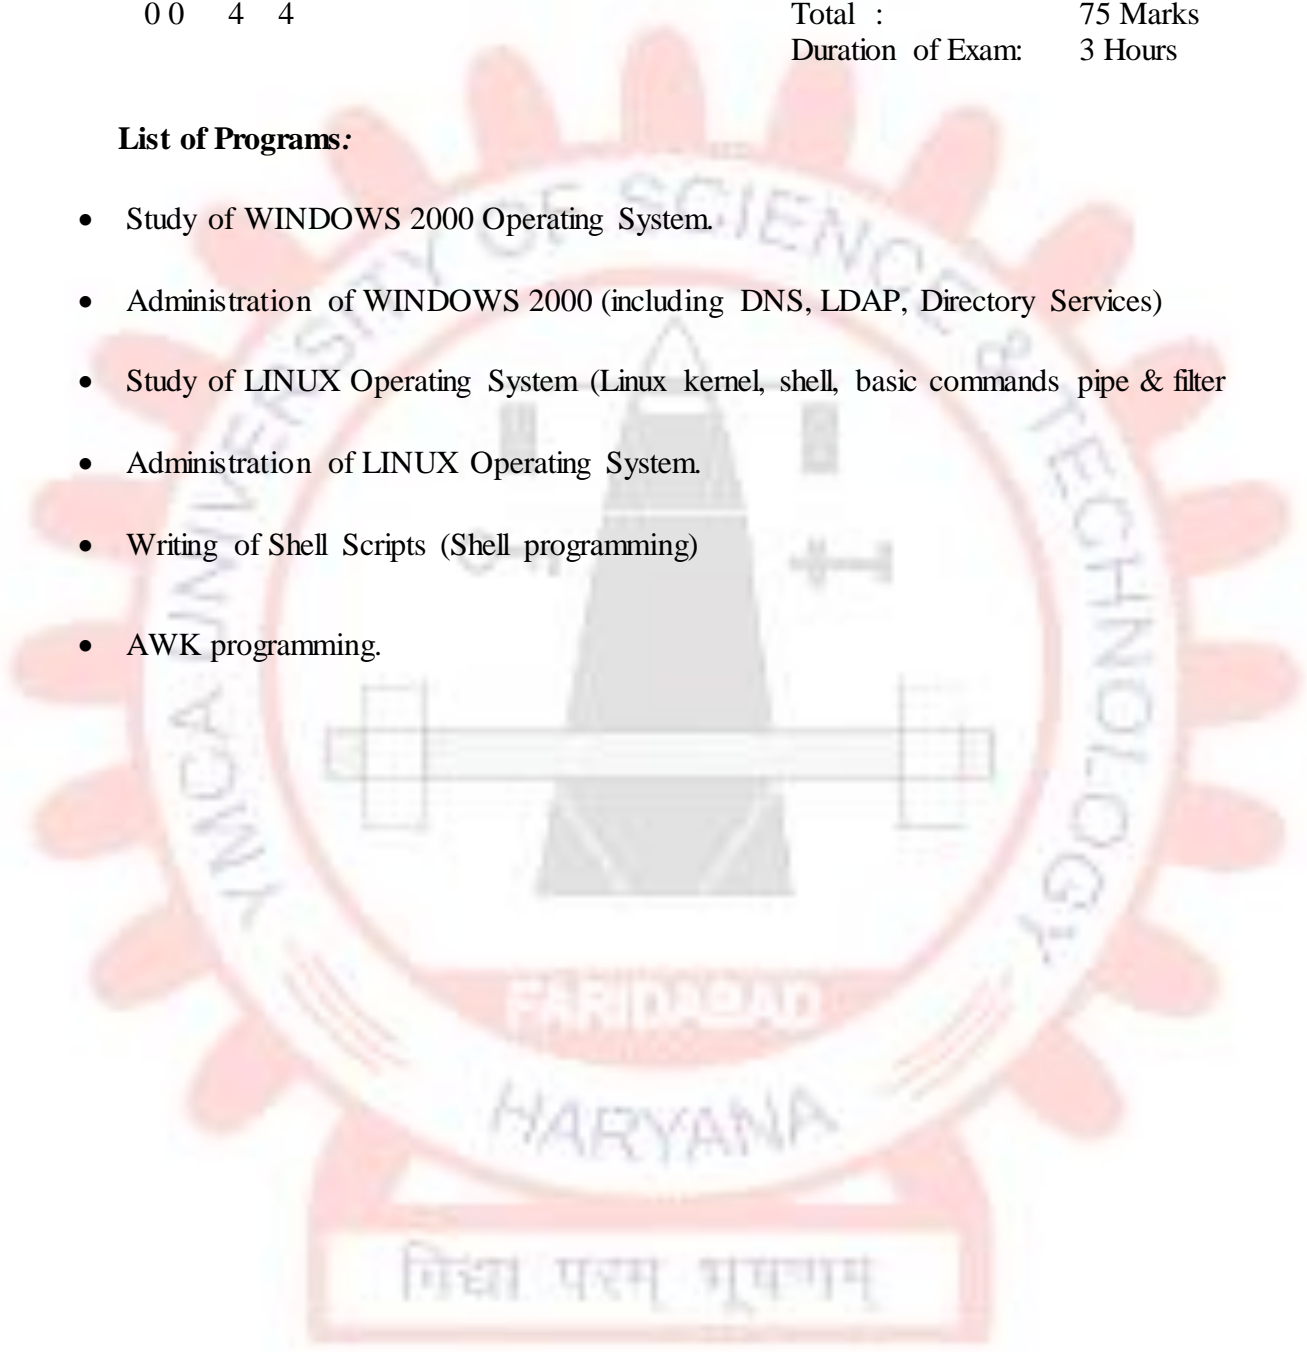 0 0 4 4 Total : 75 Marks
Duration of Exam: 3 Hours
List of Programs:
• Study of WINDOWS 2000 Operating System.
• Administration of WINDOWS 2000 (including DNS, LDAP, Directory Services)
• Study of LINUX Operating System (Linux kernel, shell, basic commands pipe & filter
• Administration of LINUX Operating System.
• Writing of Shell Scripts (Shell programming)
• AWK programming.
YMCA UNIVERSITY OF SCIENCE & TECHNOLOGY
FARIDABAD
HARYANA
विद्या परम् भूषणम्